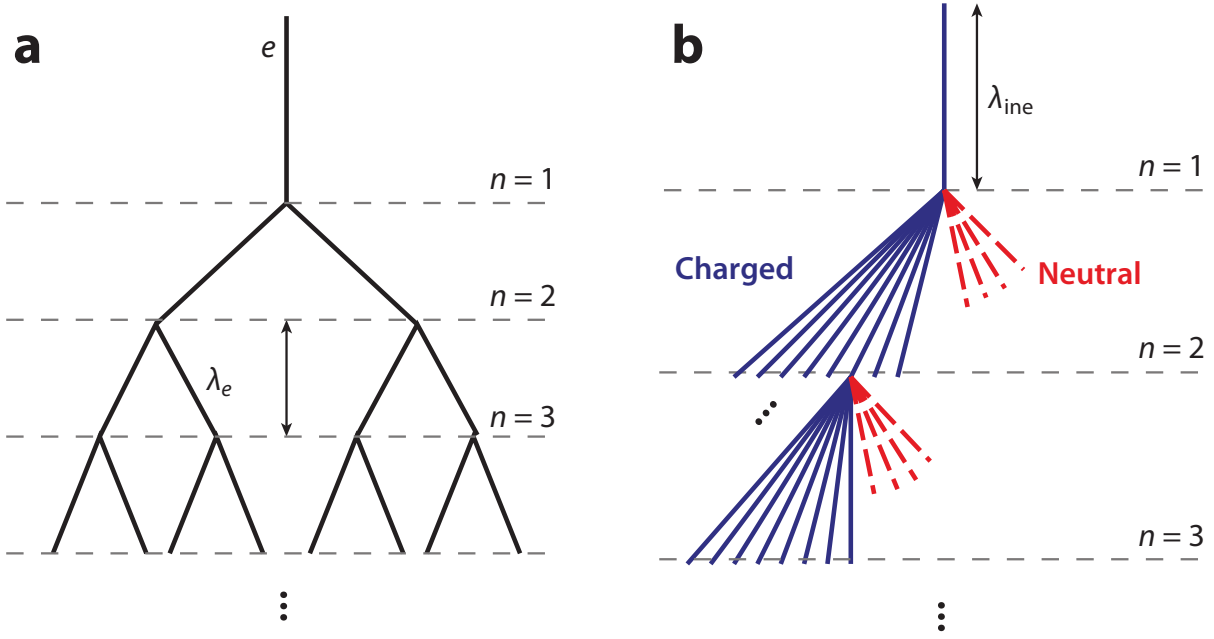 a
e
n = 1
n = 2
λe
n = 3
b
λine
n = 1
Charged
Neutral
n = 2
n = 3